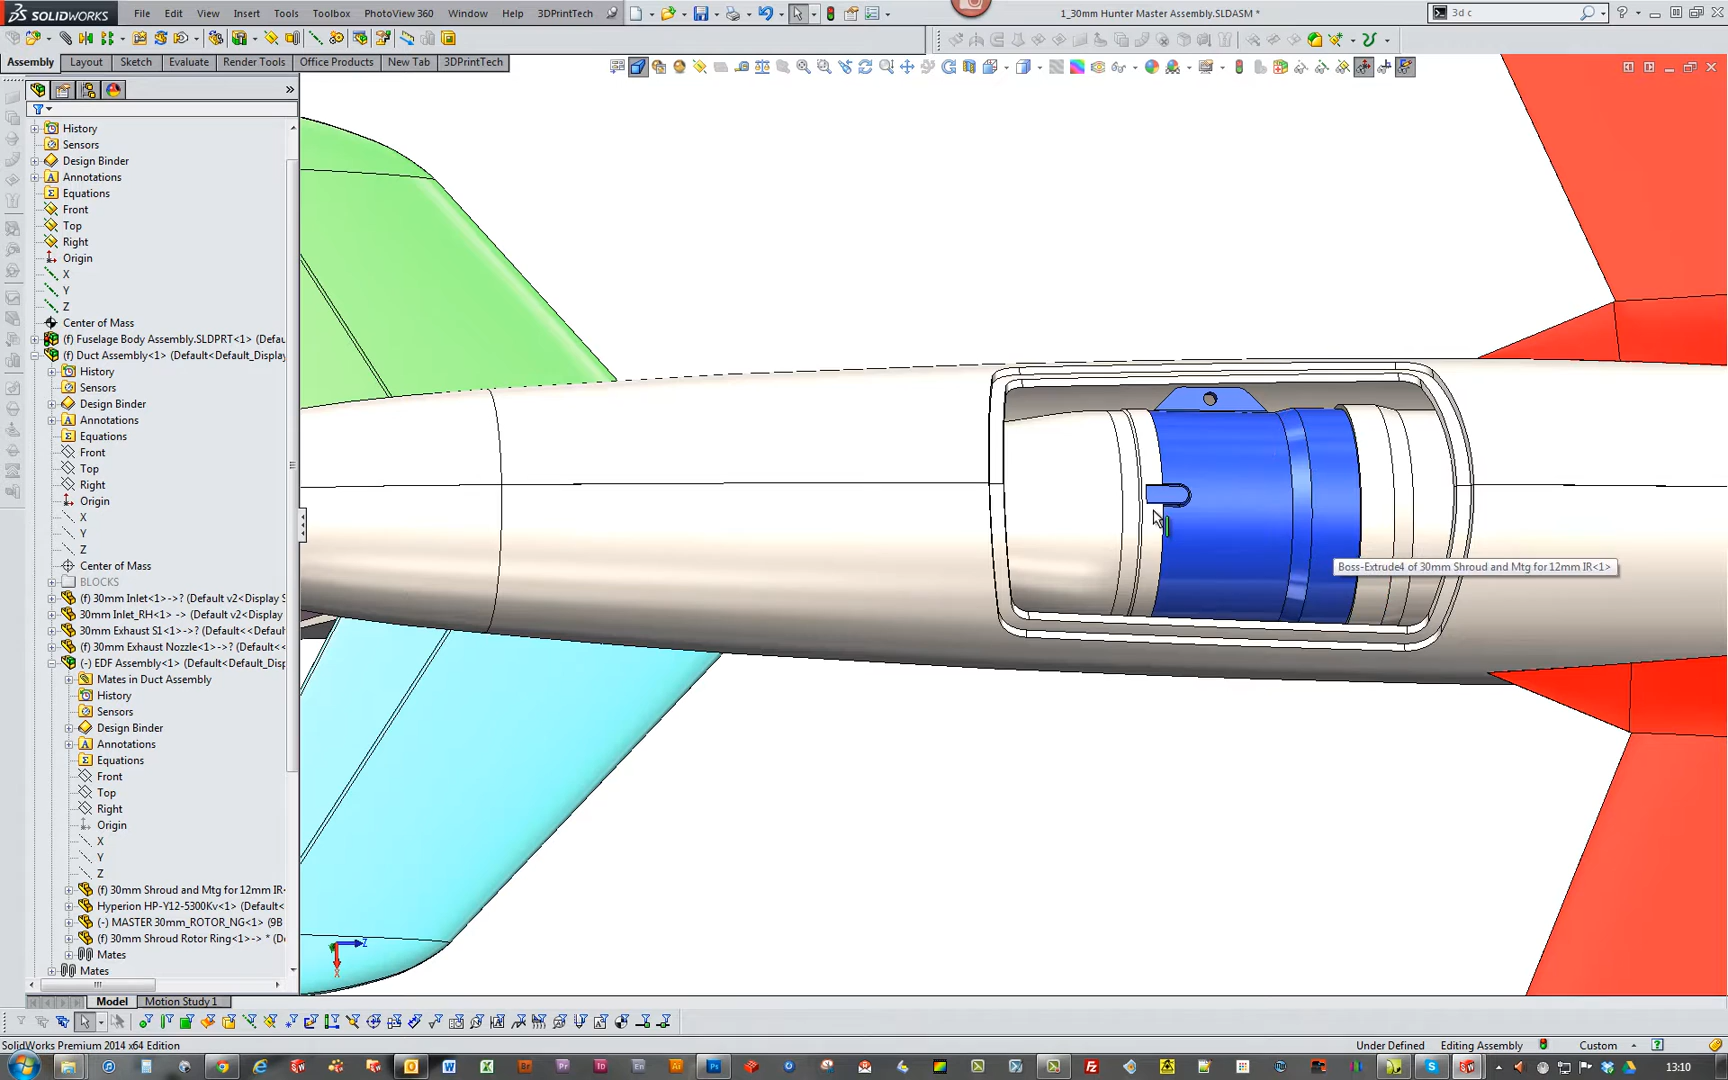 SOLIDWORKS File Edit View Insert Tools Toolbox PhotoView 360 Window Help 3DPrintTech 1_30mm Hunter Master Assembly.SLDASM * 3d c
Assembly Layout Sketch Evaluate Render Tools Office Products New Tab 3DPrintTech
History
Sensors
Design Binder
Annotations
Equations
Front
Top
Right
Origin
X
Y
Z
Center of Mass
(f) Fuselage Body Assembly.SLDPRT<1> (Defau
(f) Duct Assembly<1> (Default<Default_Display
History
Sensors
Design Binder
Annotations
Equations
Front
Top
Right
Origin
X
Y
Z
Center of Mass
BLOCKS
(f) 30mm Inlet<1>->? (Default v2<Display S
30mm Inlet_RH<1> -> (Default v2<Display
30mm Exhaust S1<1>->? (Default<<Default
(f) 30mm Exhaust Nozzle<1>->? (Default<
(-) EDF Assembly<1> (Default<Default_Disp
Mates in Duct Assembly
History
Sensors
Design Binder
Annotations
Equations
Front
Top
Right
Origin
X
Y
Z
(f) 30mm Shroud and Mtg for 12mm IR<
Hyperion HP-Y12-5300Kv<1> (Default<
(-) MASTER 30mm_ROTOR_NG<1> (9B
(f) 30mm Shroud Rotor Ring<1>-> * (D
Mates
Mates
Boss-Extrude4 of 30mm Shroud and Mtg for 12mm IR<1>
Z
X
Model Motion Study 1
SolidWorks Premium 2014 x64 Edition Under Defined Editing Assembly Custom
13:10